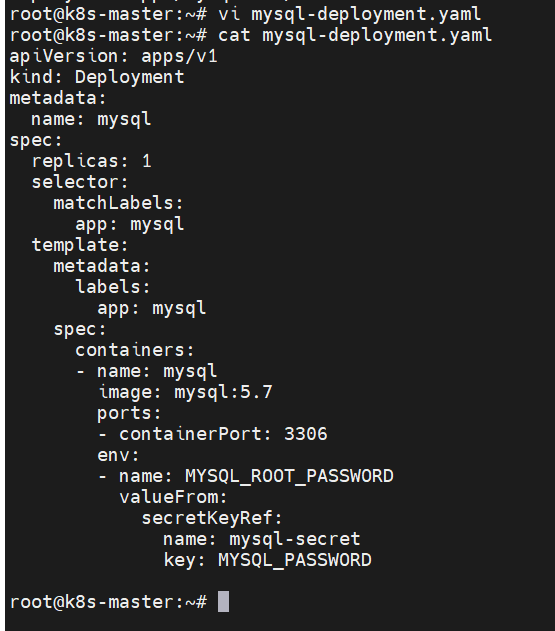 root@k8s-master:~# vi mysql-deployment.yaml
root@k8s-master:~# cat mysql-deployment.yaml
apiVersion: apps/v1
kind: Deployment
metadata:
  name: mysql
spec:
  replicas: 1
  selector:
    matchLabels:
      app: mysql
  template:
    metadata:
      labels:
        app: mysql
    spec:
      containers:
      - name: mysql
        image: mysql:5.7
        ports:
        - containerPort: 3306
        env:
        - name: MYSQL_ROOT_PASSWORD
          valueFrom:
            secretKeyRef:
              name: mysql-secret
              key: MYSQL_PASSWORD
root@k8s-master:~#